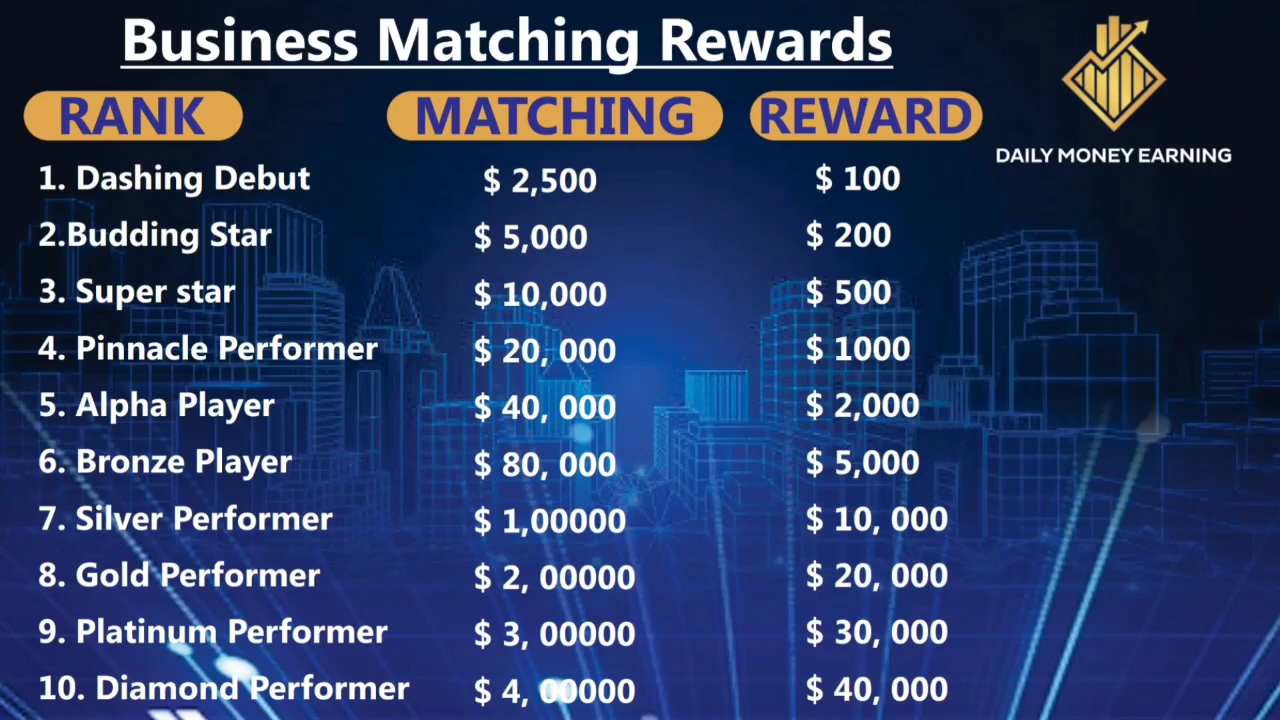 Business Matching Rewards
RANK MATCHING REWARD
DAILY MONEY EARNING
1. Dashing Debut $ 2,500 $ 100
2.Budding Star $ 5,000 $ 200
3. Super star $ 10,000 $ 500
4. Pinnacle Performer $ 20, 000 $ 1000
5. Alpha Player $ 40, 000 $ 2,000
6. Bronze Player $ 80, 000 $ 5,000
7. Silver Performer $ 1,00000 $ 10, 000
8. Gold Performer $ 2, 00000 $ 20, 000
9. Platinum Performer $ 3, 00000 $ 30, 000
10. Diamond Performer $ 4, 00000 $ 40, 000